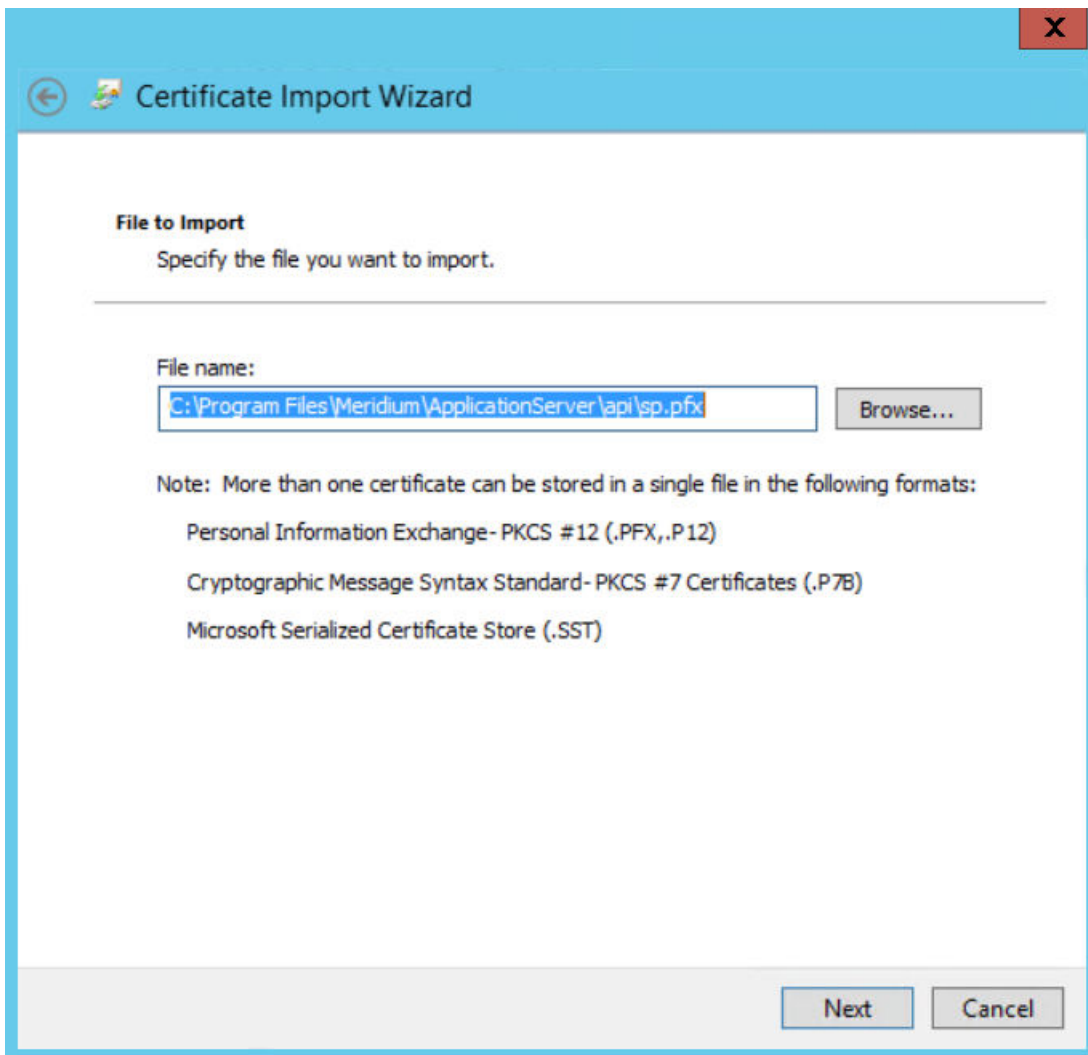 X
Certificate Import Wizard
File to Import
Specify the file you want to import.
File name:
C:\Program Files\Meridium\ApplicationServer\api\sp.pfx
Browse...
Note: More than one certificate can be stored in a single file in the following formats:
Personal Information Exchange- PKCS #12 (.PFX,.P12)
Cryptographic Message Syntax Standard- PKCS #7 Certificates (.P7B)
Microsoft Serialized Certificate Store (.SST)
Next
Cancel